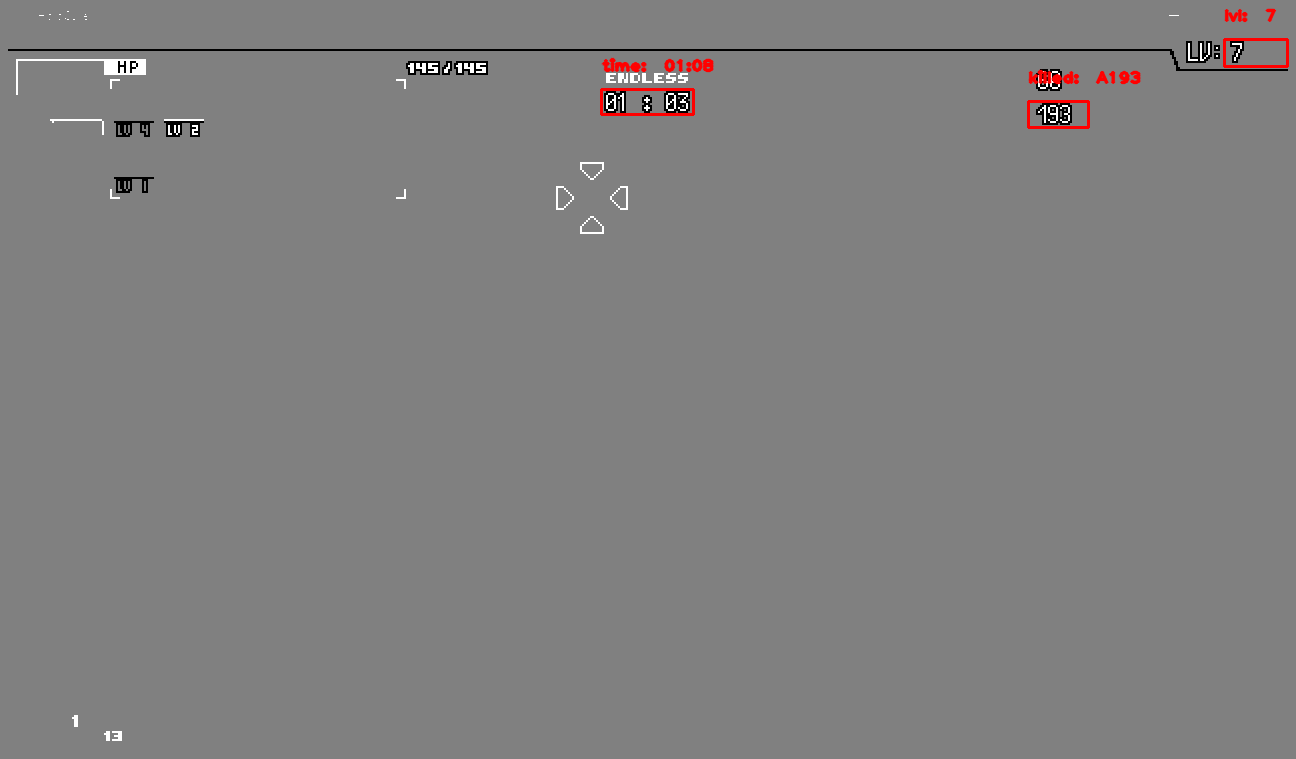 lvl: 7
LV: 7
HP 145/145
time: 01:08
ENDLESS
killed: A193
01 : 03
193
LV 4 LV 2
LV 1
1
13